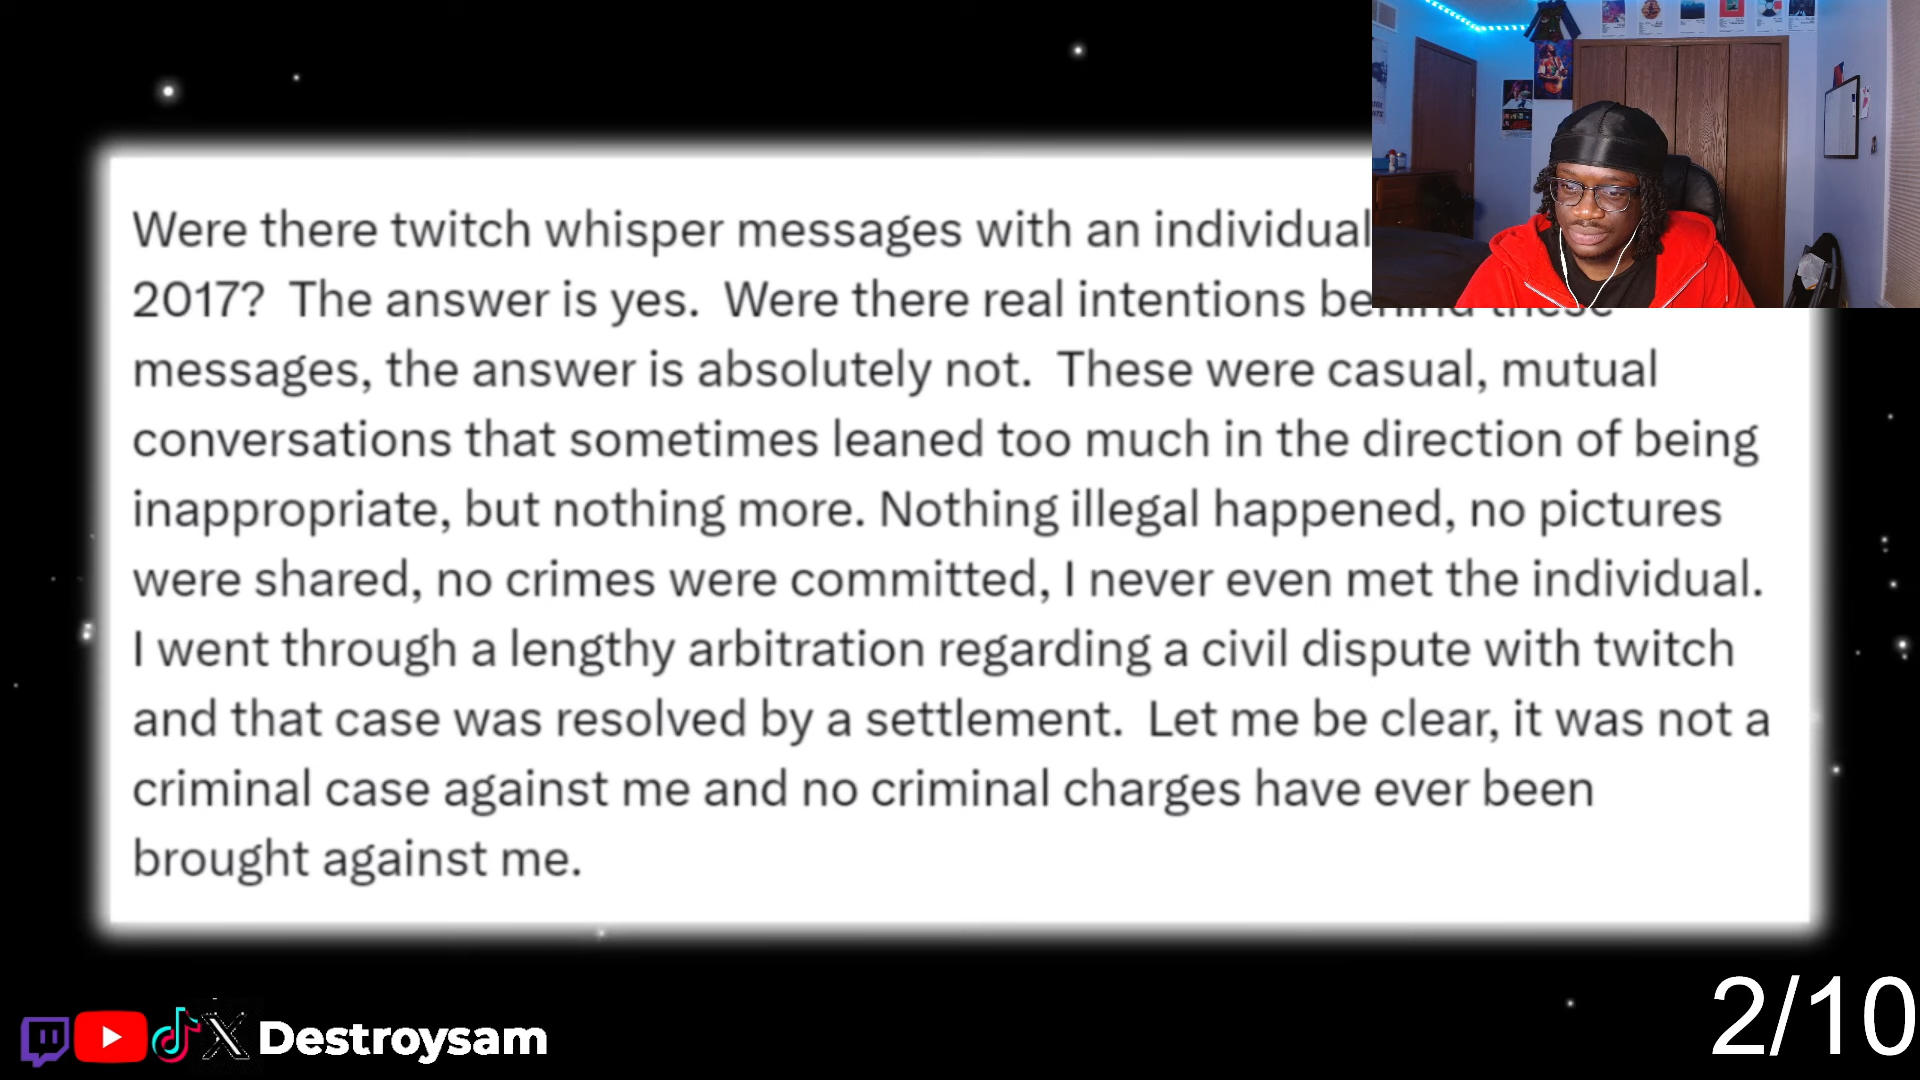 Were there twitch whisper messages with an individual
2017?  The answer is yes.  Were there real intentions behind these
messages, the answer is absolutely not.  These were casual, mutual
conversations that sometimes leaned too much in the direction of being
inappropriate, but nothing more. Nothing illegal happened, no pictures
were shared, no crimes were committed, I never even met the individual.
I went through a lengthy arbitration regarding a civil dispute with twitch
and that case was resolved by a settlement.  Let me be clear, it was not a
criminal case against me and no criminal charges have ever been
brought against me.
Destroysam
2/10